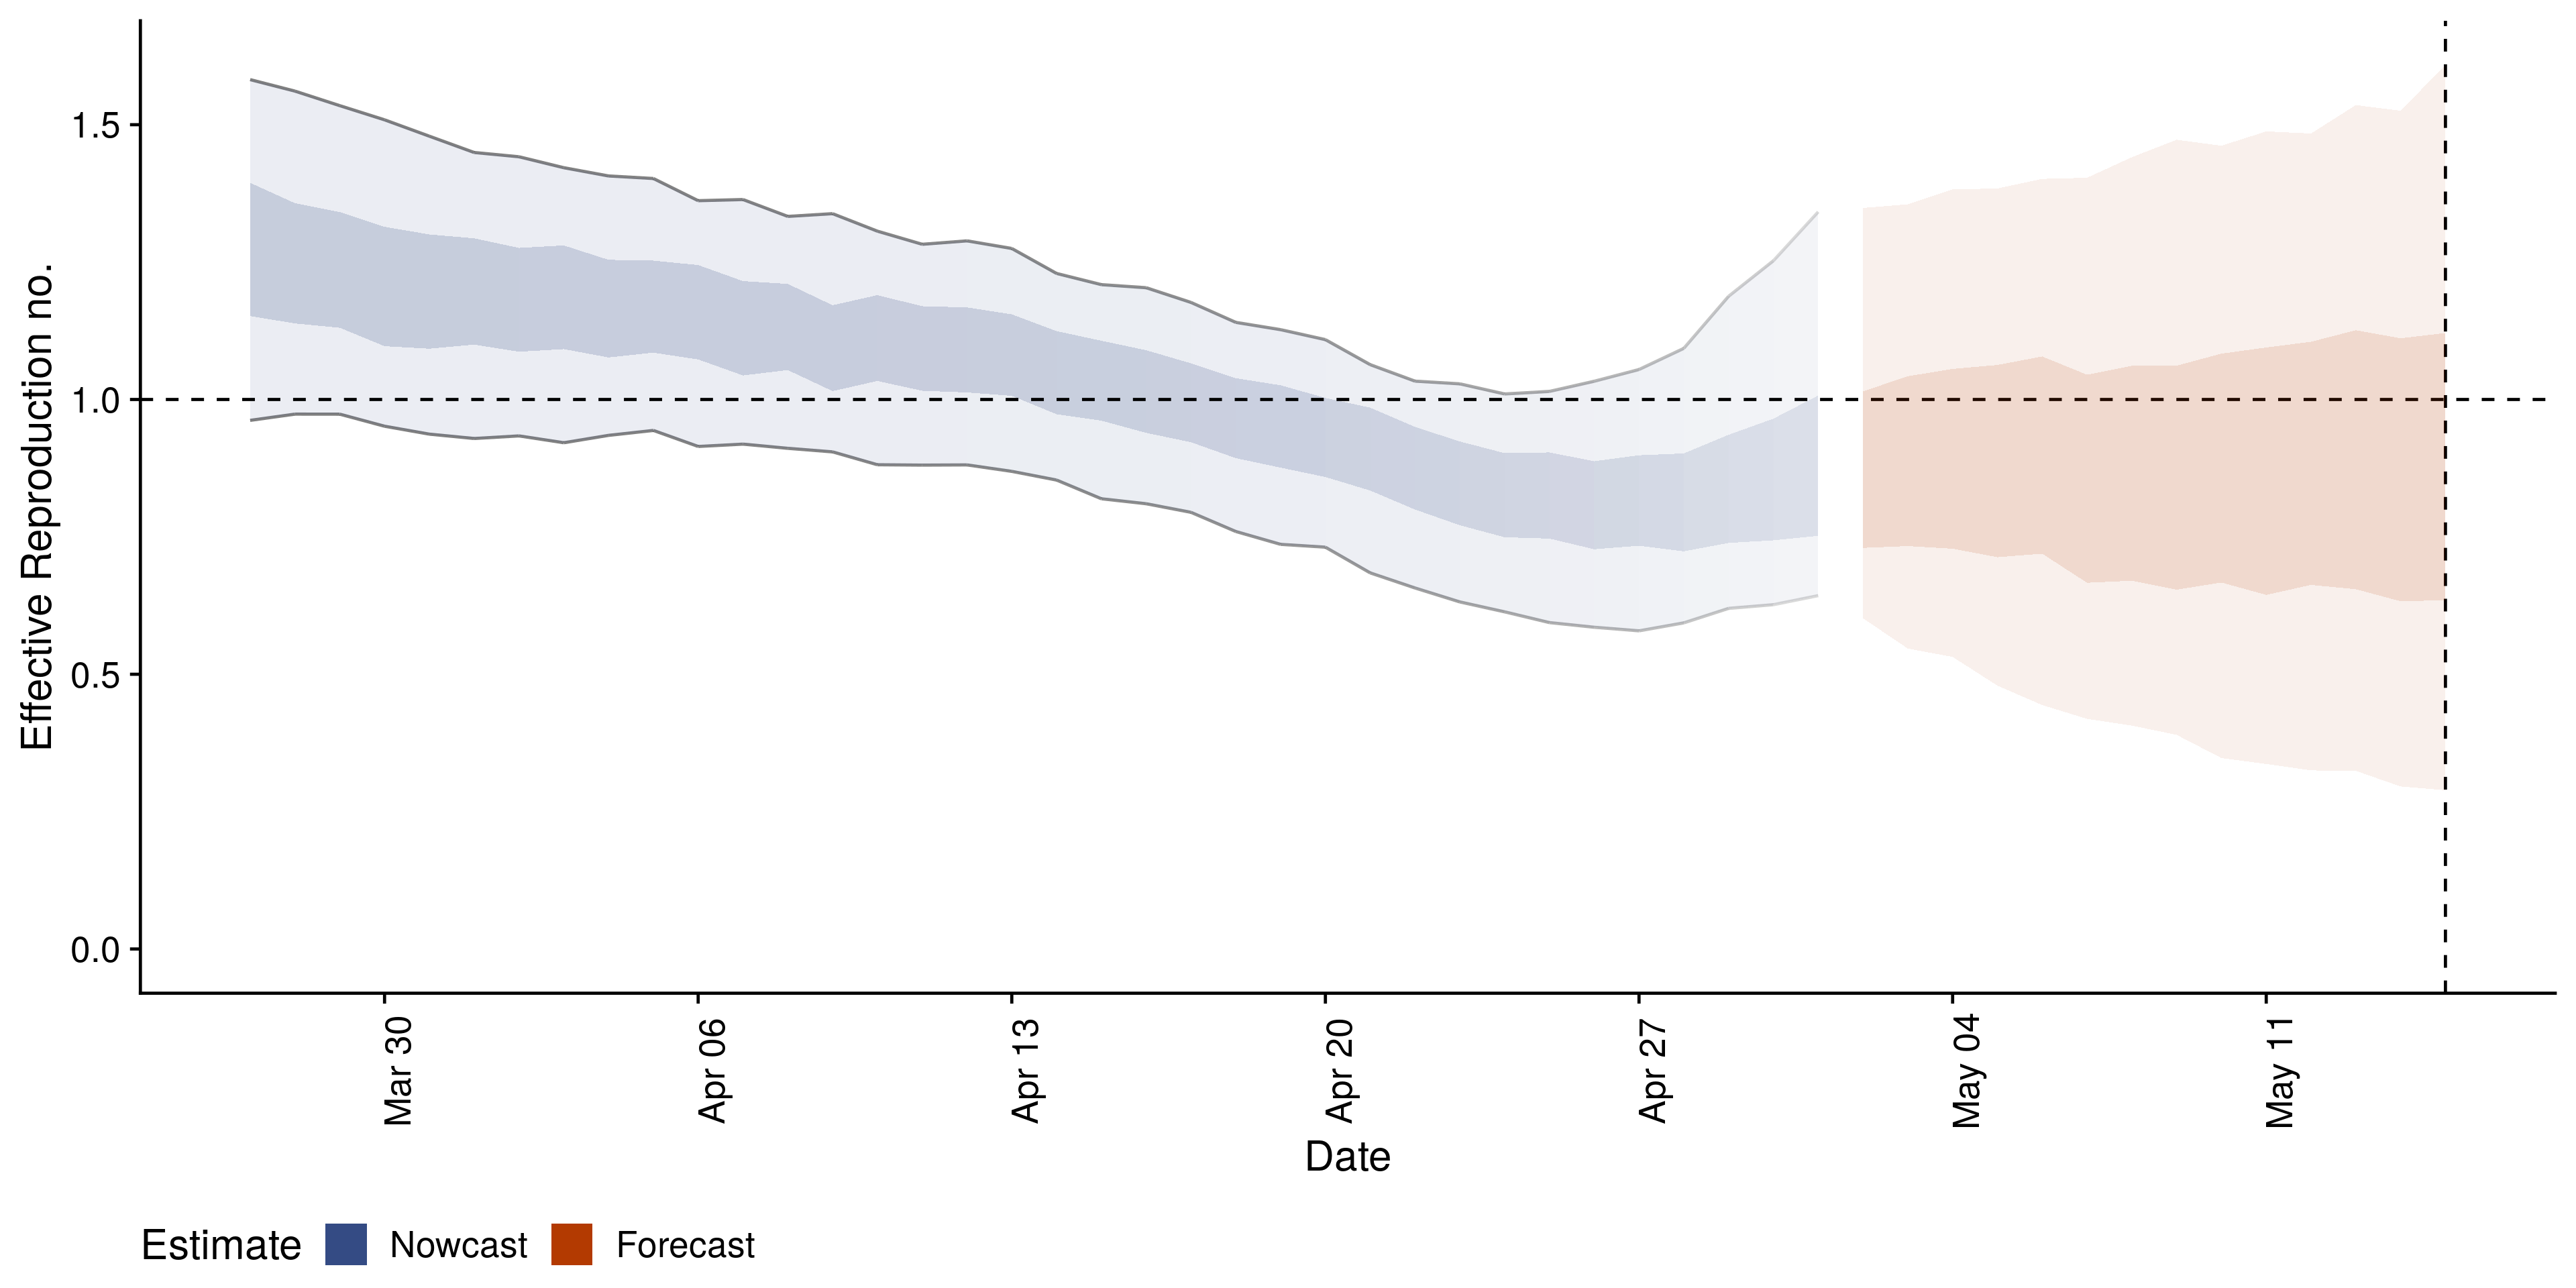 Effective Reproduction no.
1.5
1.0
0.5
0.0
Mar 30
Apr 06
Apr 13
Apr 20
Apr 27
May 04
May 11
Date
Estimate Nowcast Forecast